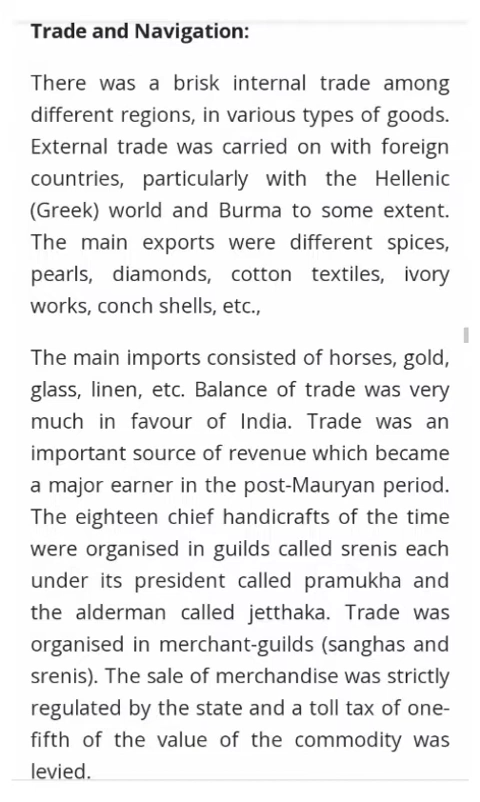 Trade and Navigation:
There was a brisk internal trade among
different regions, in various types of goods.
External trade was carried on with foreign
countries, particularly with the Hellenic
(Greek) world and Burma to some extent.
The main exports were different spices,
pearls, diamonds, cotton textiles, ivory
works, conch shells, etc.,
The main imports consisted of horses, gold,
glass, linen, etc. Balance of trade was very
much in favour of India. Trade was an
important source of revenue which became
a major earner in the post-Mauryan period.
The eighteen chief handicrafts of the time
were organised in guilds called srenis each
under its president called pramukha and
the alderman called jetthaka. Trade was
organised in merchant-guilds (sanghas and
srenis). The sale of merchandise was strictly
regulated by the state and a toll tax of one-
fifth of the value of the commodity was
levied.